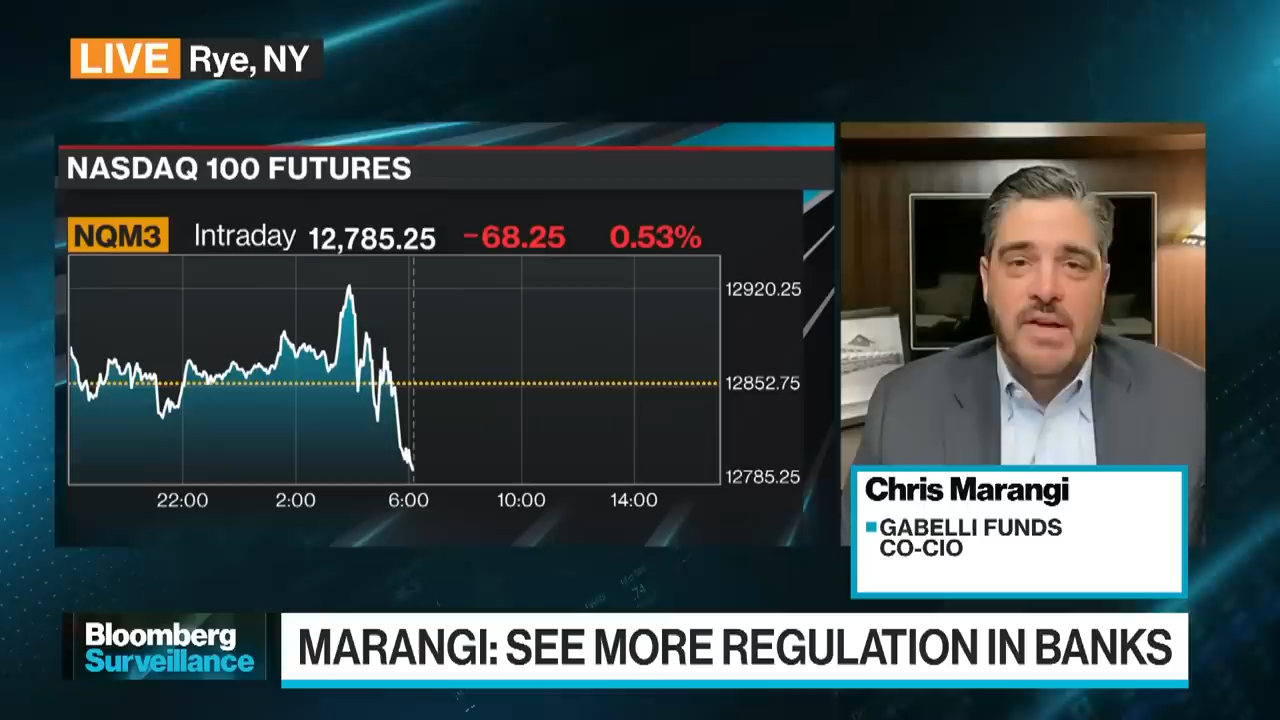 LIVE Rye, NY
NASDAQ 100 FUTURES
NQM3 Intraday 12,785.25 -68.25 0.53%
12920.25
12852.75
12785.25
22:00 2:00 6:00 10:00 14:00
Chris Marangi
GABELLI FUNDS
CO-CIO
Bloomberg
Surveillance
MARANGI: SEE MORE REGULATION IN BANKS